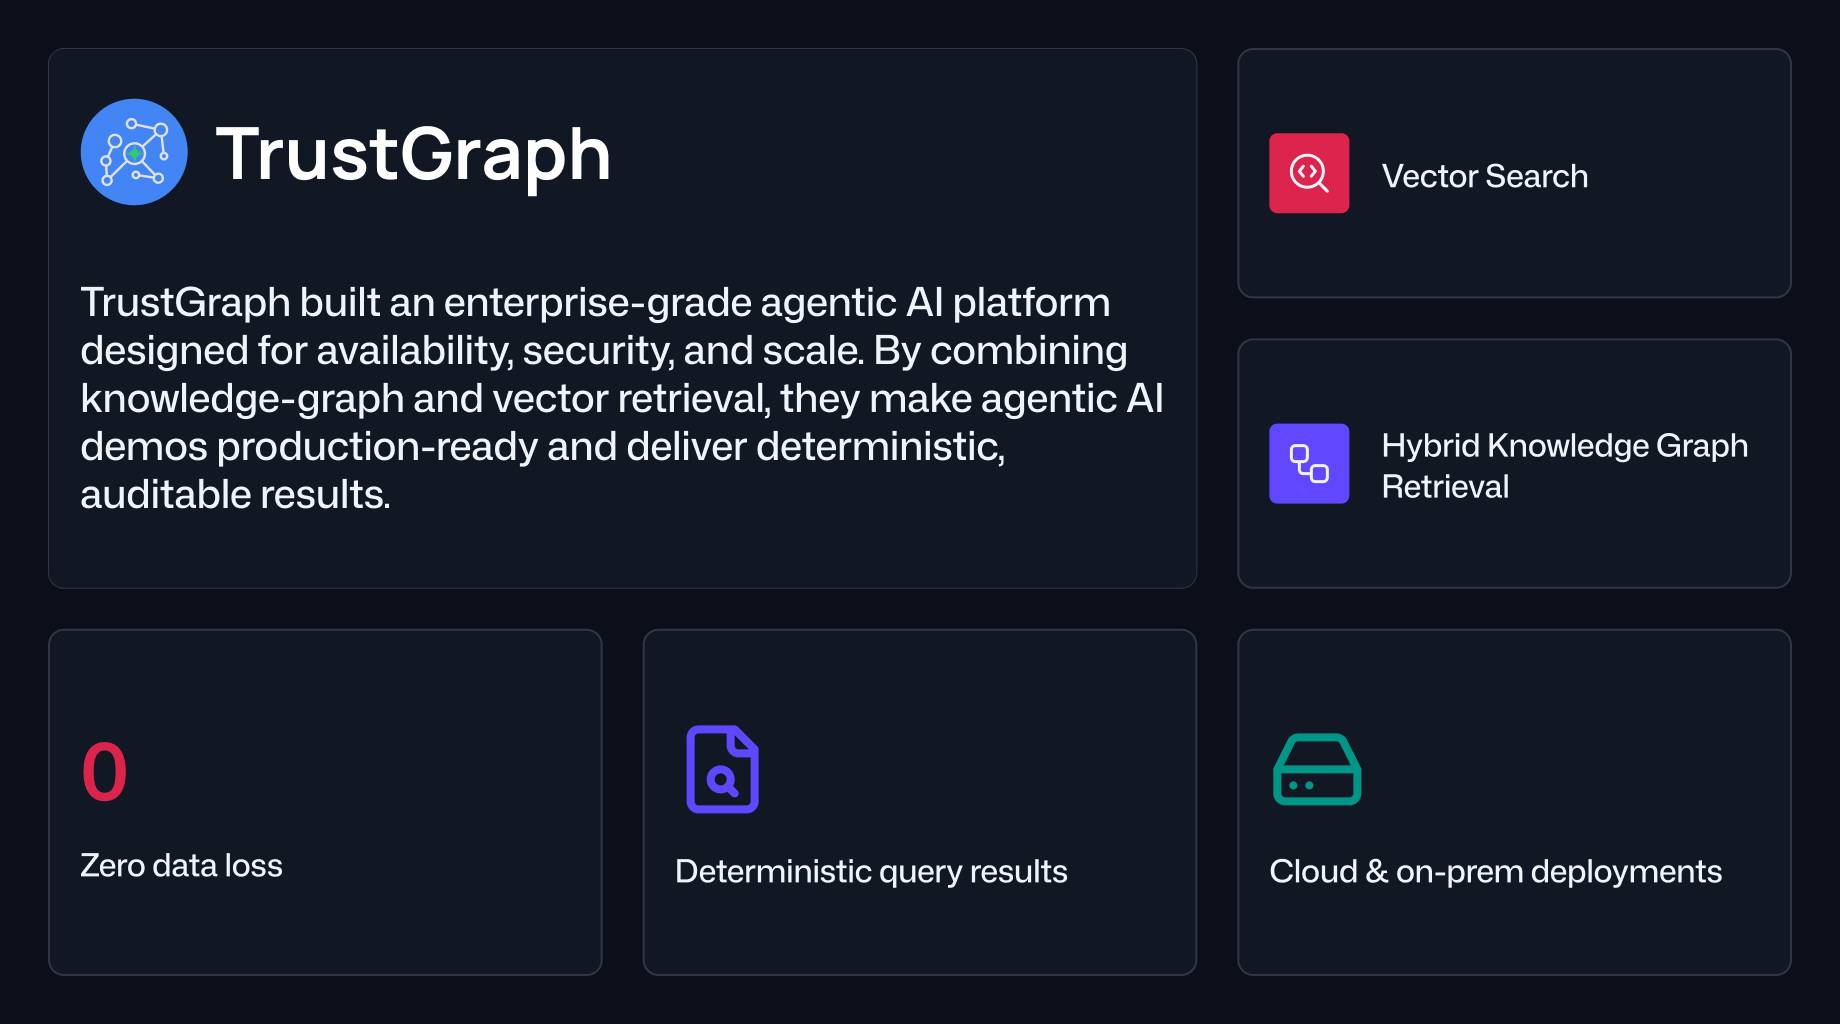 TrustGraph
TrustGraph built an enterprise-grade agentic AI platform
designed for availability, security, and scale. By combining
knowledge-graph and vector retrieval, they make agentic AI
demos production-ready and deliver deterministic,
auditable results.
Vector Search
Hybrid Knowledge Graph
Retrieval
0
Zero data loss
Deterministic query results
Cloud & on-prem deployments